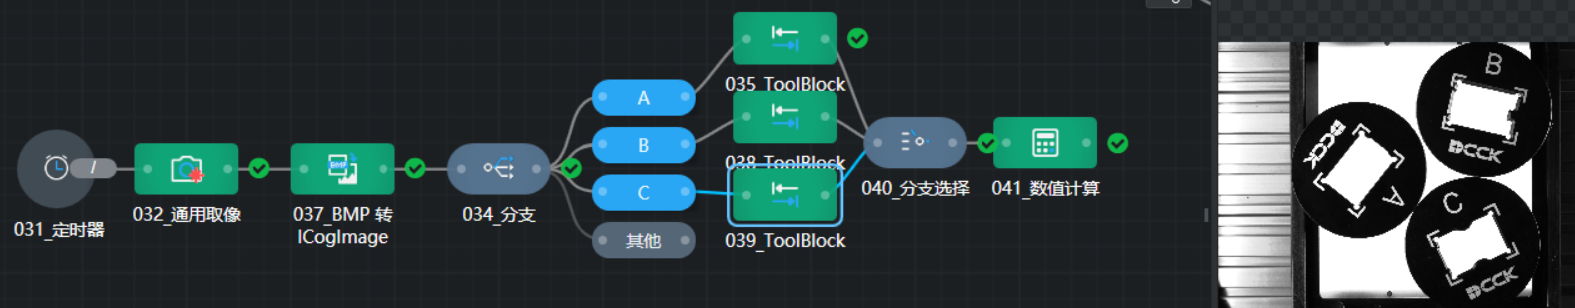 031_定时器
032_通用取像
BMP
037_BMP 转
ICogImage
034_分支
A
B
C
其他
035_ToolBlock
038_ToolBlock
039_ToolBlock
040_分支选择
041_数值计算
B
DCCK
DCCK
A
C
DCCK